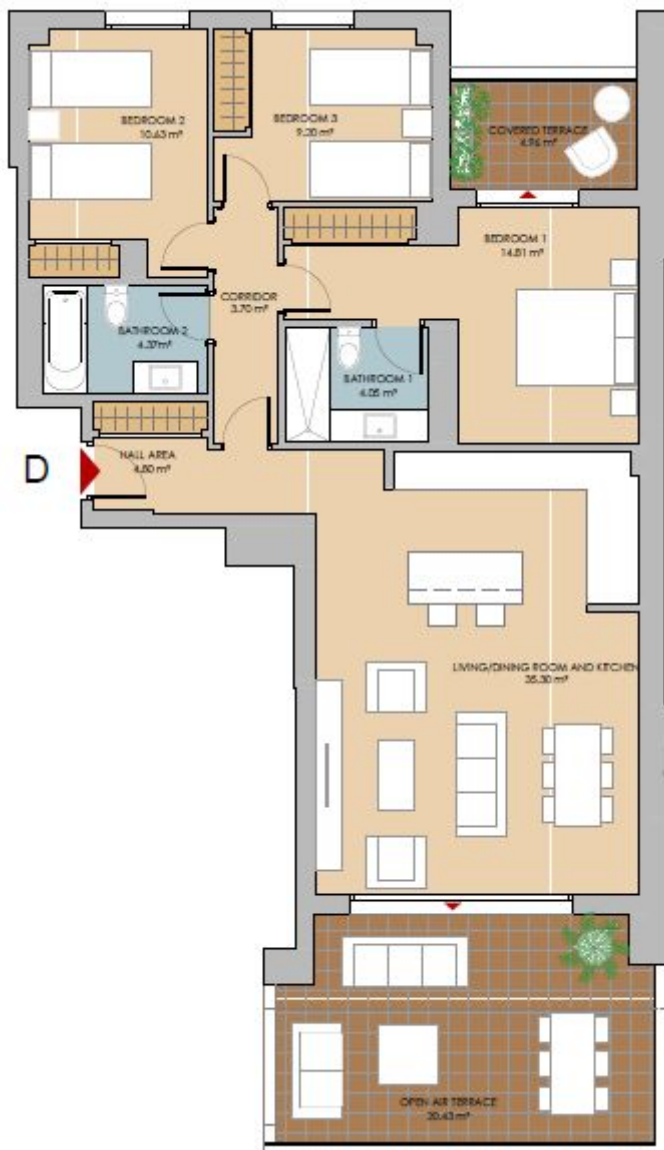 BEDROOM 2
10.63 m²
BEDROOM 3
9.20 m²
COVERED TERRACE
4.96 m²
BEDROOM 1
14.81 m²
CORRIDOR
3.70 m²
BATHROOM 2
4.37m²
BATHROOM 1
4.05 m²
HALL AREA
4.80 m²
D
LIVING/DINING ROOM AND KITCHEN
35.30 m²
OPEN AIR TERRACE
20.43 m²